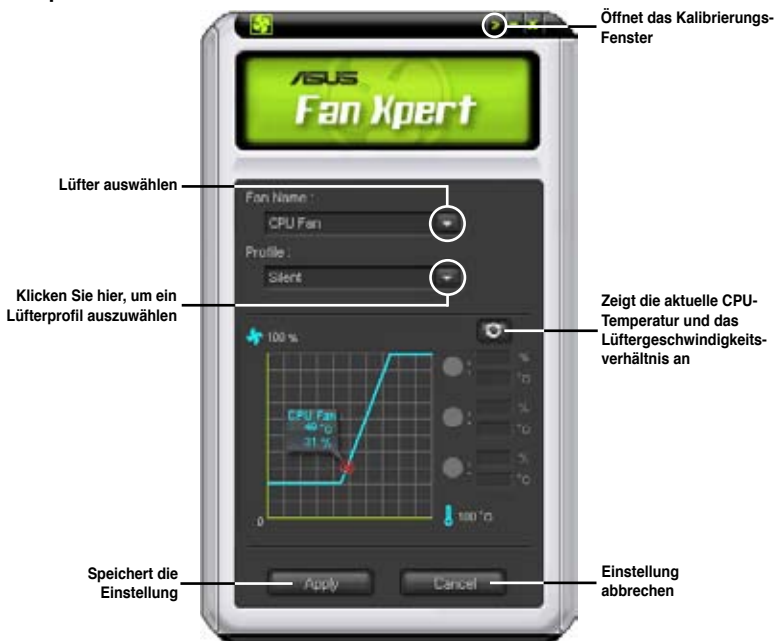 Öffnet das Kalibrierungs-
Fenster
ASUS
Fan Xpert
Lüfter auswählen
Fan Name :
CPU Fan
Profile :
Silent
Klicken Sie hier, um ein
Lüfterprofil auszuwählen
Zeigt die aktuelle CPU-
Temperatur und das
Lüftergeschwindigkeits-
verhältnis an
100 %
: %
°C
CPU Fan
31 %
: %
°C
: %
°C
0
100 °C
Speichert die
Einstellung
Apply
Cancel
Einstellung
abbrechen